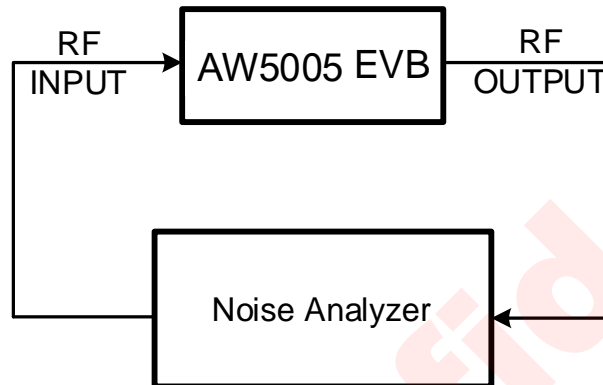 RF
INPUT
AW5005 EVB
RF
OUTPUT
Noise Analyzer